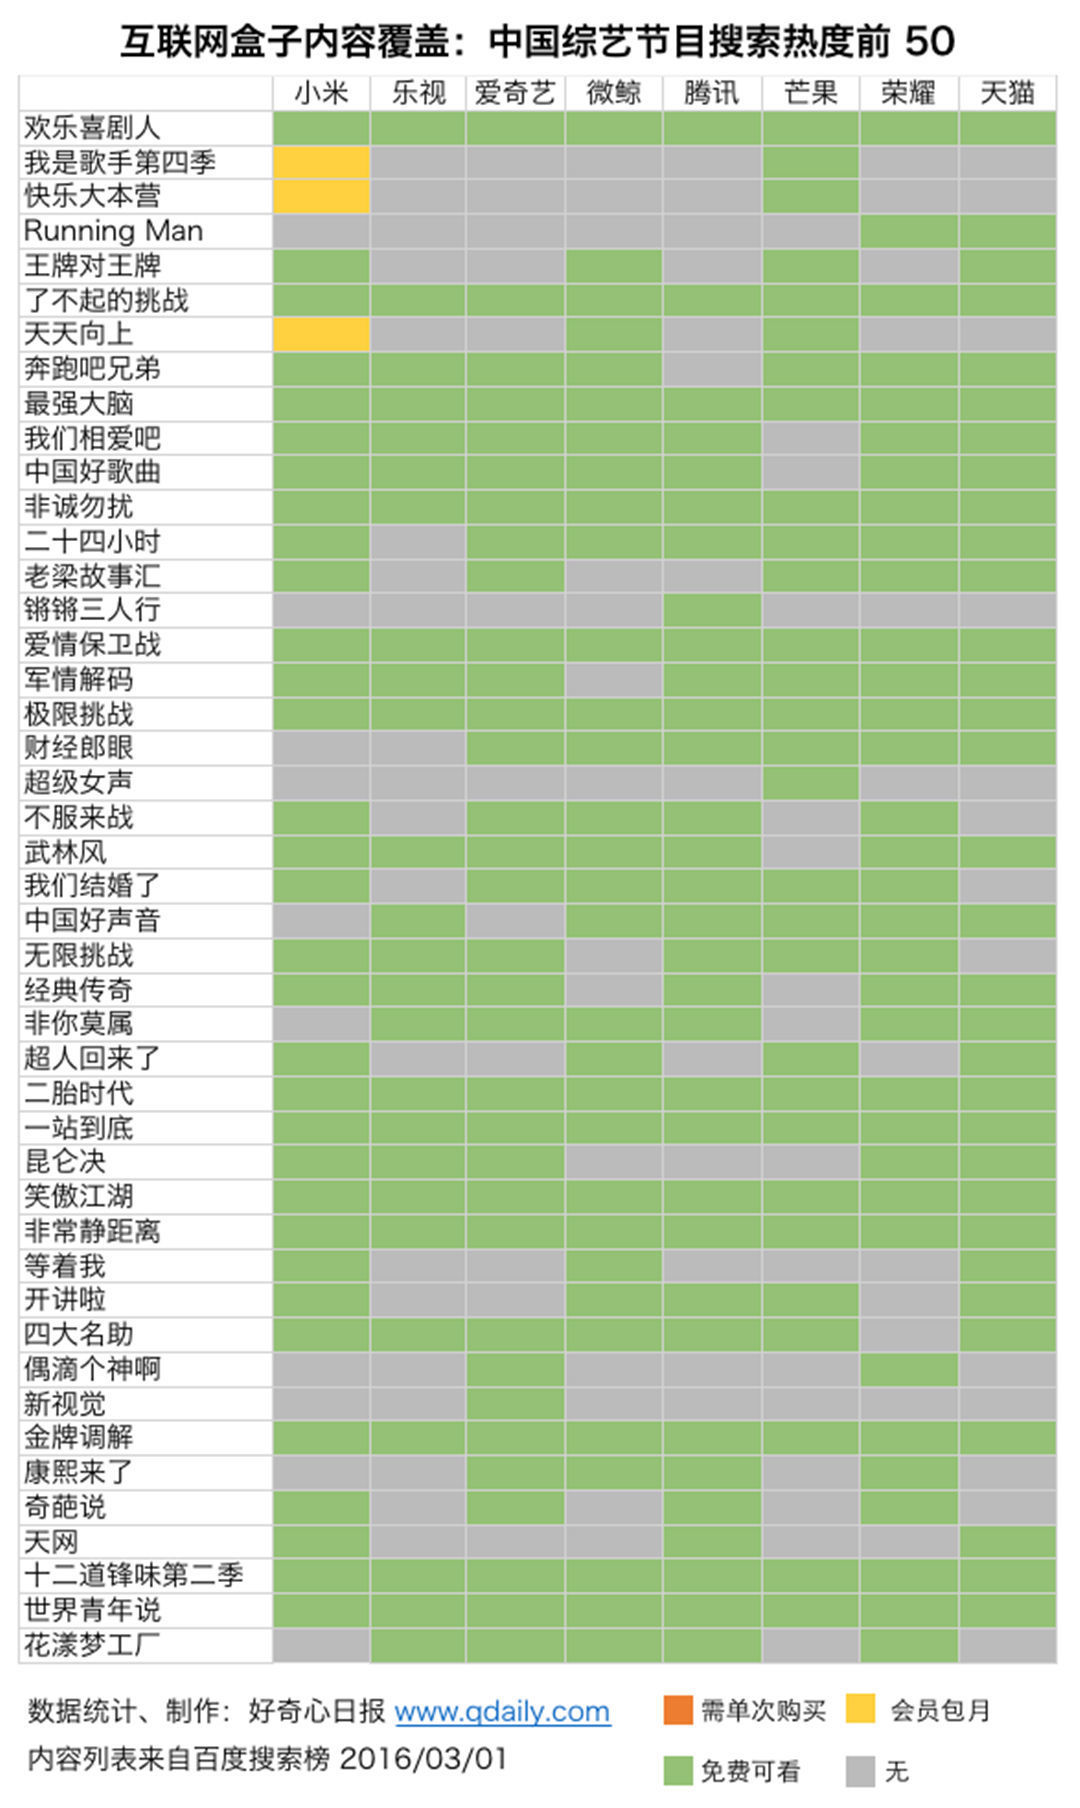 互联网盒子内容覆盖：中国综艺节目搜索热度前 50
小米 乐视 爱奇艺 微鲸 腾讯 芒果 荣耀 天猫
欢乐喜剧人
我是歌手第四季
快乐大本营
Running Man
王牌对王牌
了不起的挑战
天天向上
奔跑吧兄弟
最强大脑
我们相爱吧
中国好歌曲
非诚勿扰
二十四小时
老梁故事汇
锵锵三人行
爱情保卫战
军情解码
极限挑战
财经郎眼
超级女声
不服来战
武林风
我们结婚了
中国好声音
无限挑战
经典传奇
非你莫属
超人回来了
二胎时代
一站到底
昆仑决
笑傲江湖
非常静距离
等着我
开讲啦
四大名助
偶滴个神啊
新视觉
金牌调解
康熙来了
奇葩说
天网
十二道锋味第二季
世界青年说
花漾梦工厂
数据统计、制作：好奇心日报 www.qdaily.com
内容列表来自百度搜索榜 2016/03/01
需单次购买 会员包月
免费可看 无